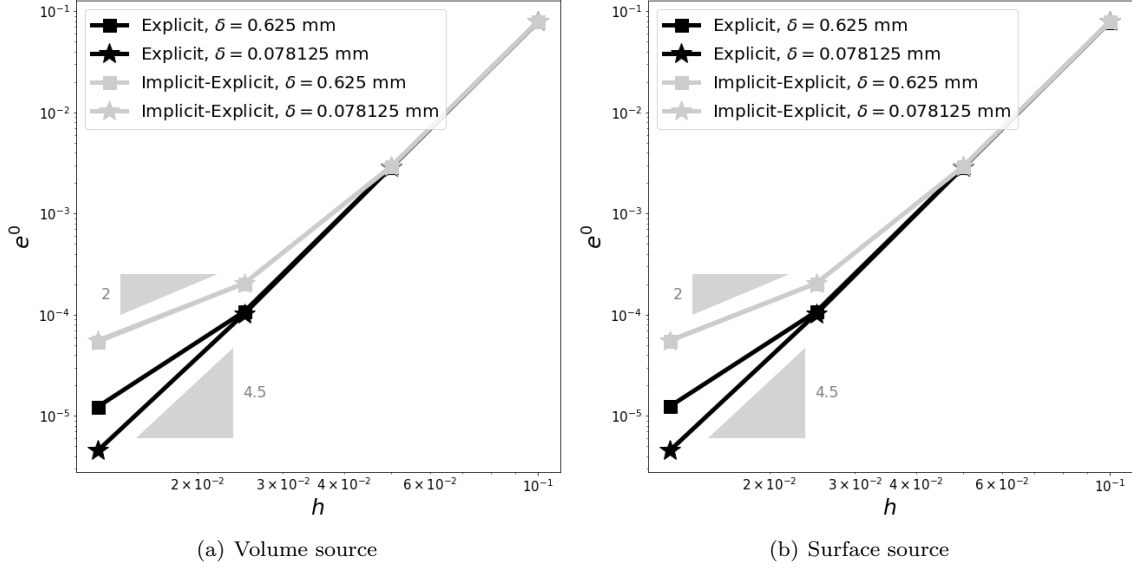 Explicit, δ = 0.625 mm
Explicit, δ = 0.078125 mm
Implicit-Explicit, δ = 0.625 mm
Implicit-Explicit, δ = 0.078125 mm
10⁻¹
10⁻²
10⁻³
10⁻⁴
10⁻⁵
e⁰
2
4.5
2 × 10⁻²
3 × 10⁻²
4 × 10⁻²
6 × 10⁻²
10⁻¹
h
(a) Volume source
Explicit, δ = 0.625 mm
Explicit, δ = 0.078125 mm
Implicit-Explicit, δ = 0.625 mm
Implicit-Explicit, δ = 0.078125 mm
10⁻¹
10⁻²
10⁻³
10⁻⁴
10⁻⁵
e⁰
2
4.5
2 × 10⁻²
3 × 10⁻²
4 × 10⁻²
6 × 10⁻²
10⁻¹
h
(b) Surface source